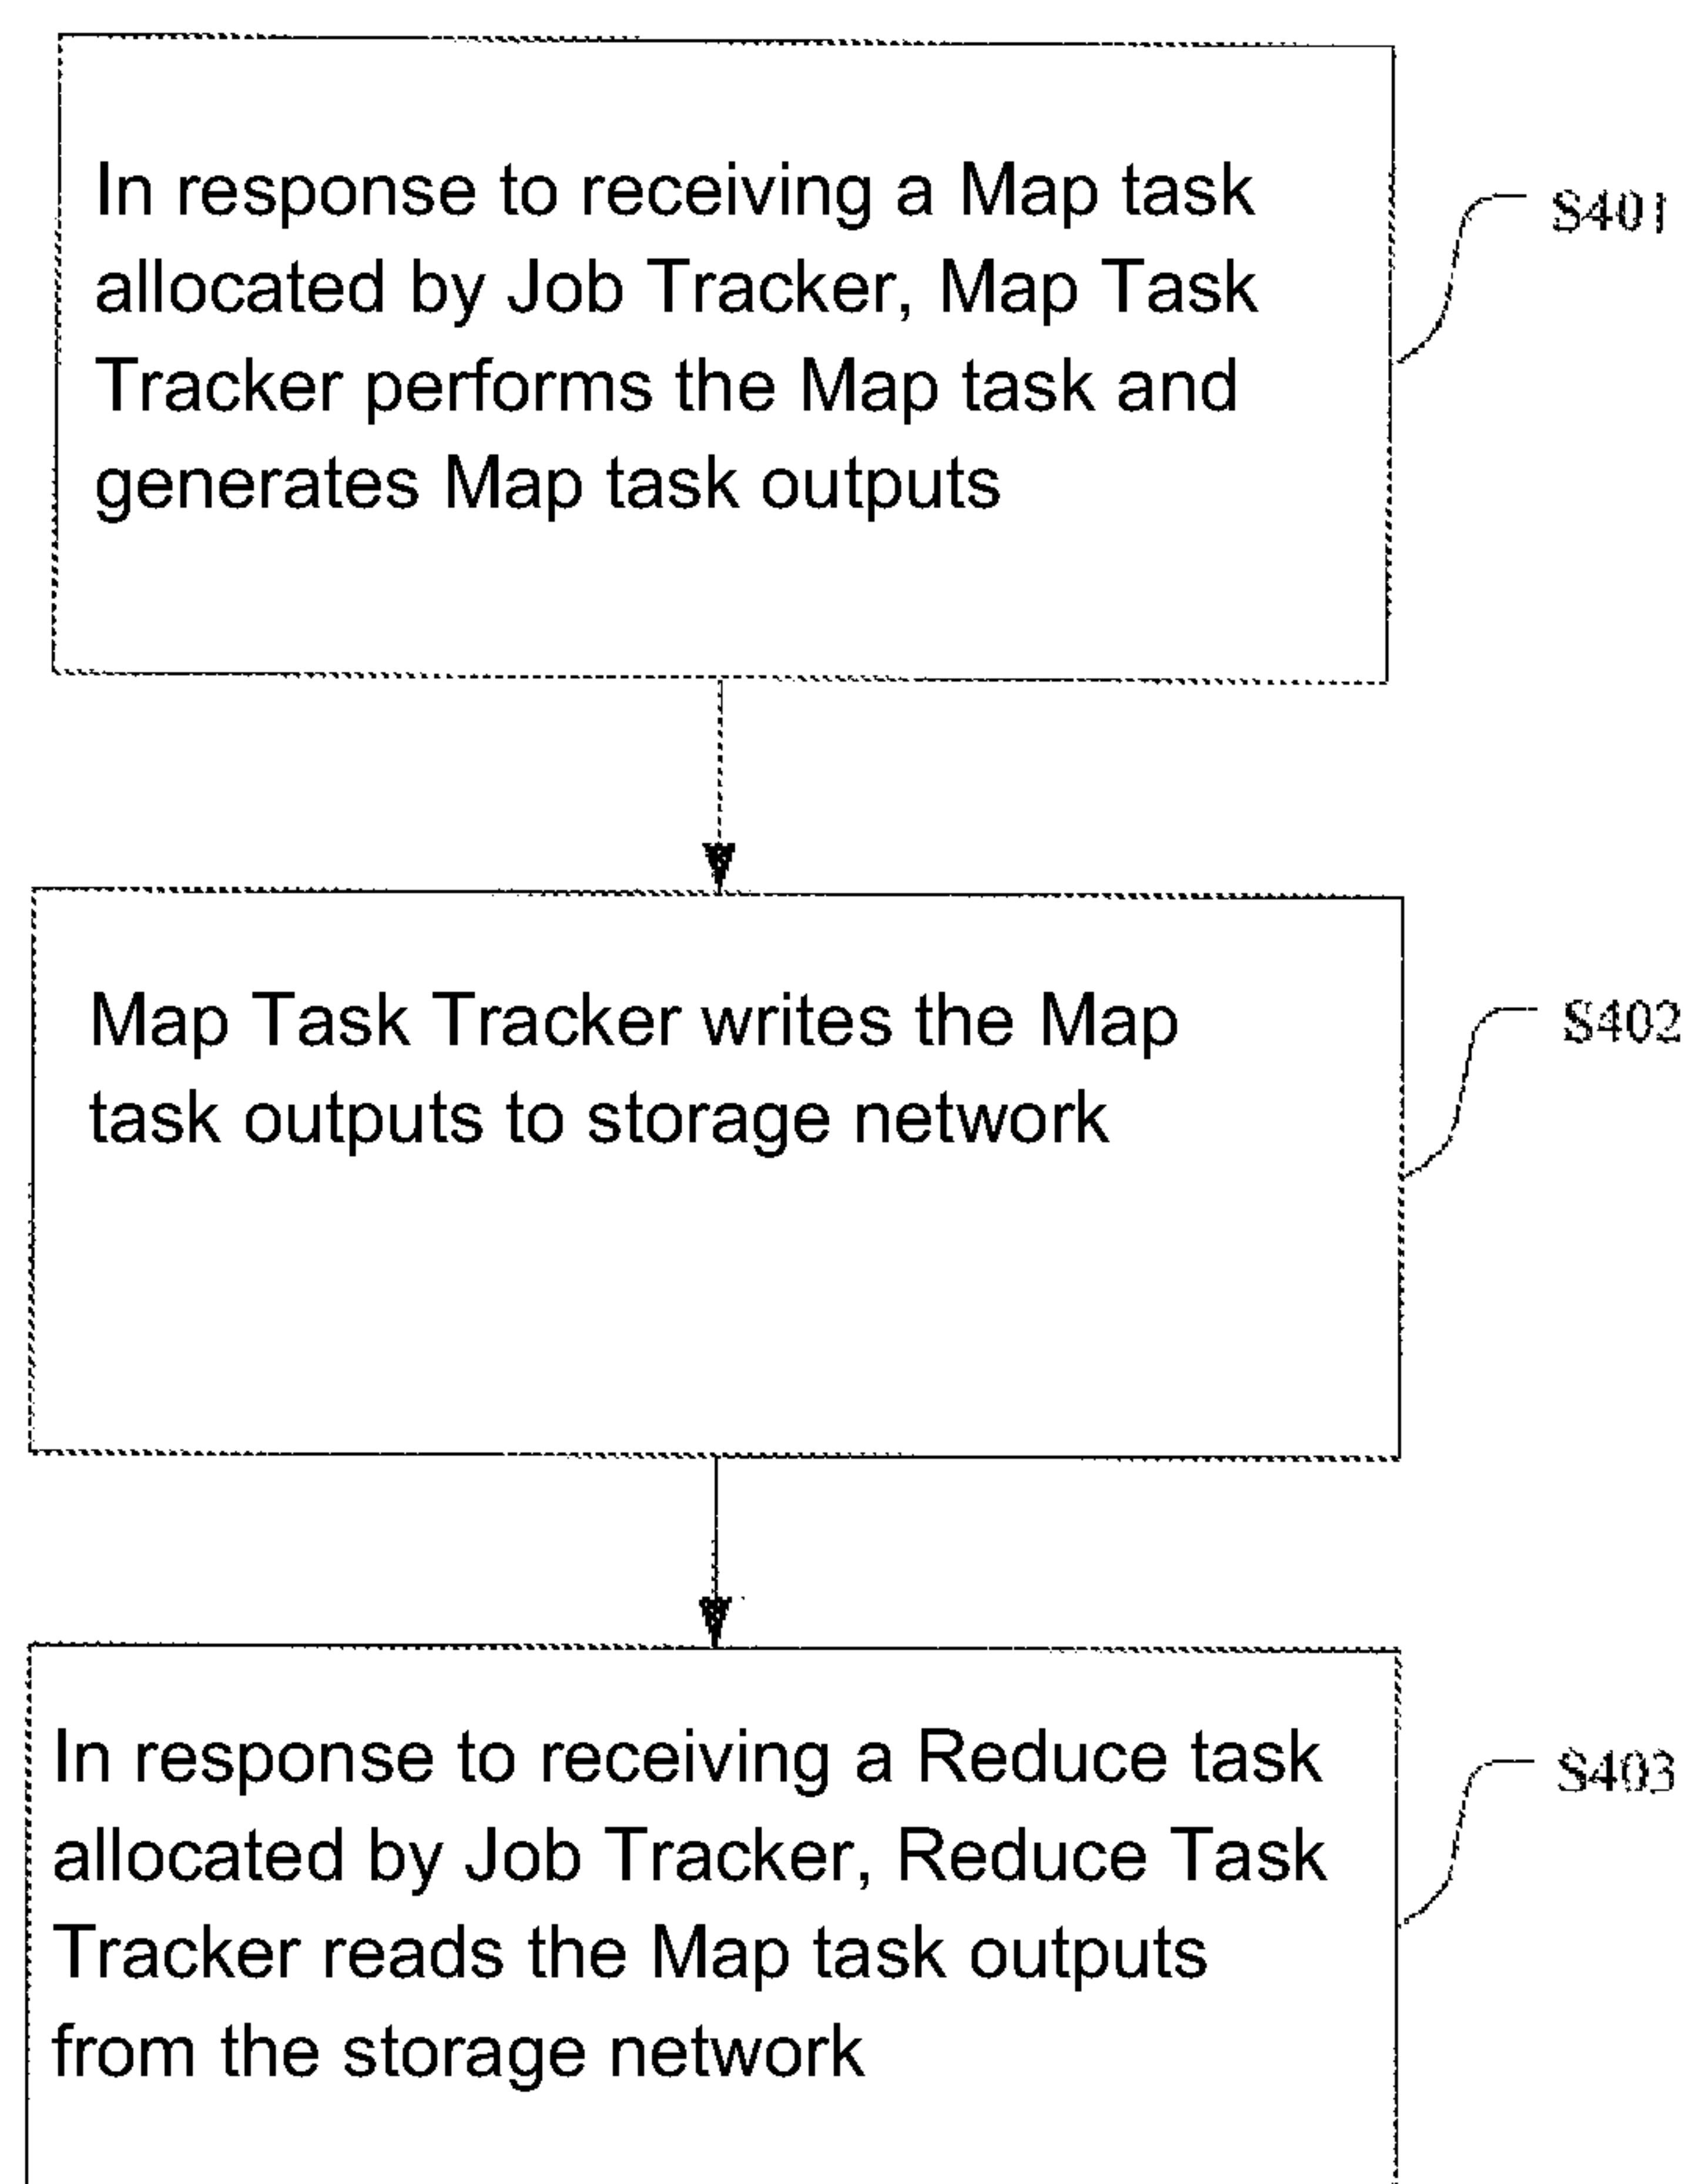 In response to receiving a Map task
allocated by Job Tracker, Map Task
Tracker performs the Map task and
generates Map task outputs
S401
Map Task Tracker writes the Map
task outputs to storage network
S402
In response to receiving a Reduce task
allocated by Job Tracker, Reduce Task
Tracker reads the Map task outputs
from the storage network
S403